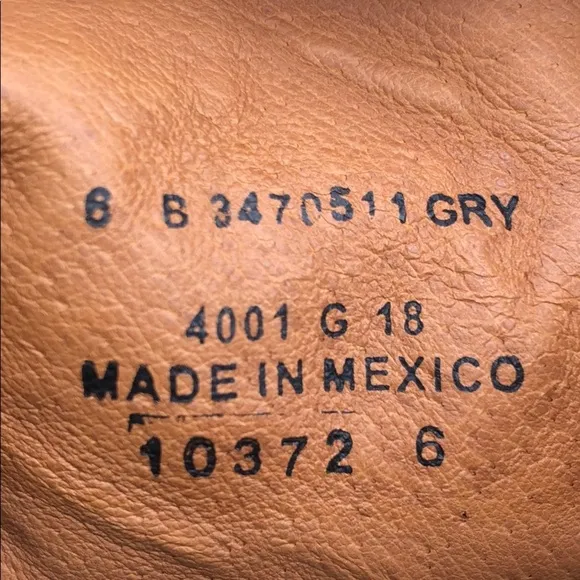 6 B 3470511 GRY
4001 G 18
MADE IN MEXICO
10372 6